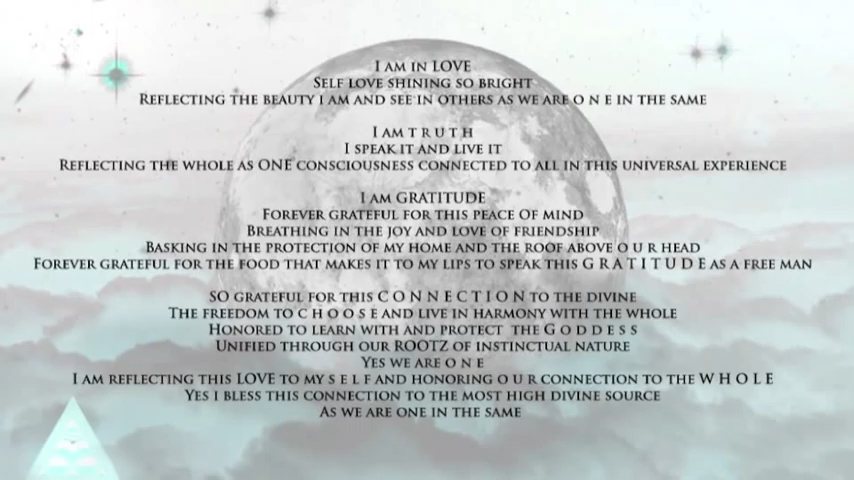 I AM IN LOVE
SELF LOVE SHINING SO BRIGHT
REFLECTING THE BEAUTY I AM AND SEE IN OTHERS AS WE ARE O N E IN THE SAME
I AM T R U T H
I SPEAK IT AND LIVE IT
REFLECTING THE WHOLE AS ONE CONSCIOUSNESS CONNECTED TO ALL IN THIS UNIVERSAL EXPERIENCE
I AM GRATITUDE
FOREVER GRATEFUL FOR THIS PEACE OF MIND
BREATHING IN THE JOY AND LOVE OF FRIENDSHIP
BASKING IN THE PROTECTION OF MY HOME AND THE ROOF ABOVE O U R HEAD
FOREVER GRATEFUL FOR THE FOOD THAT MAKES IT TO MY LIPS TO SPEAK THIS G R A T I T U D E AS A FREE MAN
SO GRATEFUL FOR THIS C O N N E C T I O N TO THE DIVINE
THE FREEDOM TO C H O O S E AND LIVE IN HARMONY WITH THE WHOLE
HONORED TO LEARN WITH AND PROTECT THE G O D D E S S
UNIFIED THROUGH OUR ROOTZ OF INSTINCTUAL NATURE
YES WE ARE O N E
I AM REFLECTING THIS LOVE TO MY S E L F AND HONORING O U R CONNECTION TO THE W H O L E
YES I BLESS THIS CONNECTION TO THE MOST HIGH DIVINE SOURCE
AS WE ARE ONE IN THE SAME